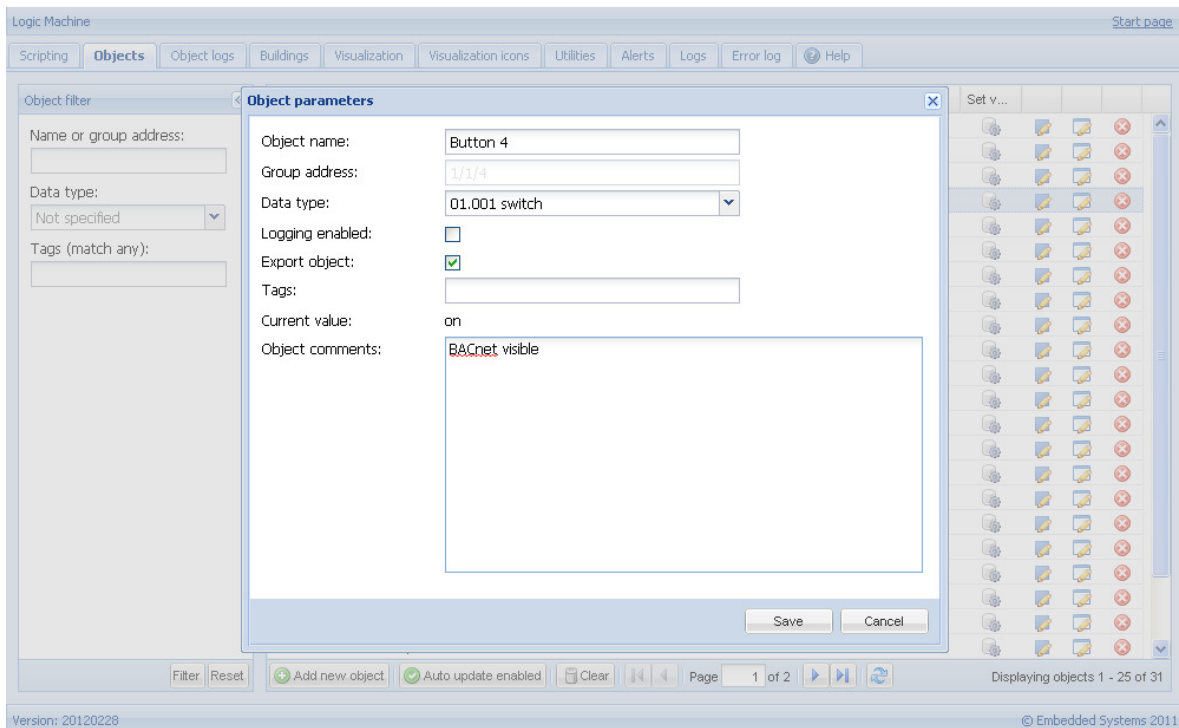 Logic Machine Start page
Scripting Objects Object logs Buildings Visualization Visualization icons Utilities Alerts Logs Error log Help
Object filter
Name or group address:
Data type:
Not specified
Tags (match any):
Filter Reset
Object parameters
Object name: Button 4
Group address: 1/1/4
Data type: 01.001 switch
Logging enabled:
Export object:
Tags:
Current value: on
Object comments: BACnet visible
Save Cancel
Set v...
Add new object Auto update enabled Clear Page 1 of 2 Displaying objects 1 - 25 of 31
Version: 20120228 © Embedded Systems 2011